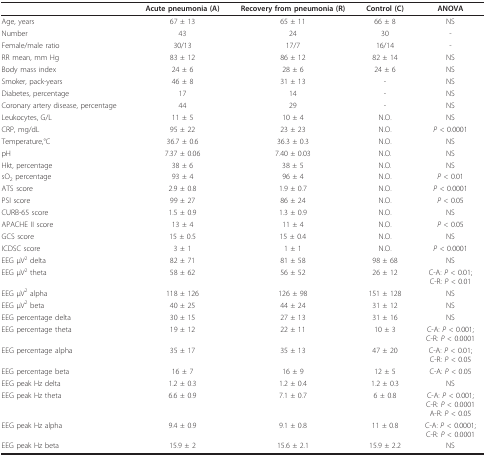 Acute pneumonia (A) Recovery from pneumonia (R) Control (C) ANOVA
Age, years 67 ± 13 65 ± 11 66 ± 8 NS
Number 43 24 30 -
Female/male ratio 30/13 17/7 16/14 -
RR mean, mm Hg 83 ± 12 86 ± 12 82 ± 14 NS
Body mass index 24 ± 6 28 ± 6 24 ± 6 NS
Smoker, pack-years 46 ± 8 31 ± 13 - NS
Diabetes, percentage 17 14 - NS
Coronary artery disease, percentage 44 29 - NS
Leukocytes, G/L 11 ± 5 10 ± 4 N.O. NS
CRP, mg/dL 95 ± 22 23 ± 23 N.O. P < 0.0001
Temperature,°C 36.7 ± 0.6 36.3 ± 0.3 N.O. NS
pH 7.37 ± 0.06 7.40 ± 0.03 N.O. NS
Hkt, percentage 38 ± 6 38 ± 5 N.O. NS
sO2 percentage 93 ± 4 96 ± 4 N.O. P < 0.01
ATS score 2.9 ± 0.8 1.9 ± 0.7 N.O. P < 0.0001
PSI score 99 ± 27 86 ± 24 N.O. P < 0.05
CURB-65 score 1.5 ± 0.9 1.3 ± 0.9 N.O. NS
APACHE II score 13 ± 4 11 ± 4 N.O. P < 0.05
GCS score 15 ± 0.5 15 ± 0.4 N.O. NS
ICDSC score 3 ± 1 1 ± 1 N.O. P < 0.0001
EEG μV² delta 82 ± 71 81 ± 58 98 ± 68 NS
EEG μV² theta 58 ± 62 56 ± 52 26 ± 12 C-A: P < 0.01;
C-R: P < 0.01
EEG μV² alpha 118 ± 126 126 ± 98 151 ± 128 NS
EEG μV² beta 40 ± 25 44 ± 24 31 ± 12 NS
EEG percentage delta 30 ± 15 27 ± 13 31 ± 16 NS
EEG percentage theta 19 ± 12 22 ± 11 10 ± 3 C-A: P < 0.001;
C-R: P < 0.0001
EEG percentage alpha 35 ± 17 35 ± 13 47 ± 20 C-A: P < 0.01;
C-R: P < 0.05
EEG percentage beta 16 ± 7 16 ± 9 12 ± 5 C-A: P < 0.05
EEG peak Hz delta 1.2 ± 0.3 1.2 ± 0.4 1.2 ± 0.3 NS
EEG peak Hz theta 6.6 ± 0.9 7.1 ± 0.7 6 ± 0.8 C-A: P < 0.001;
C-R: P < 0.0001
A-R: P < 0.05
EEG peak Hz alpha 9.4 ± 0.9 9.1 ± 0.8 11 ± 0.8 C-A: P < 0.0001;
C-R: P < 0.0001
EEG peak Hz beta 15.9 ± 2 15.6 ± 2.1 15.9 ± 2.2 NS